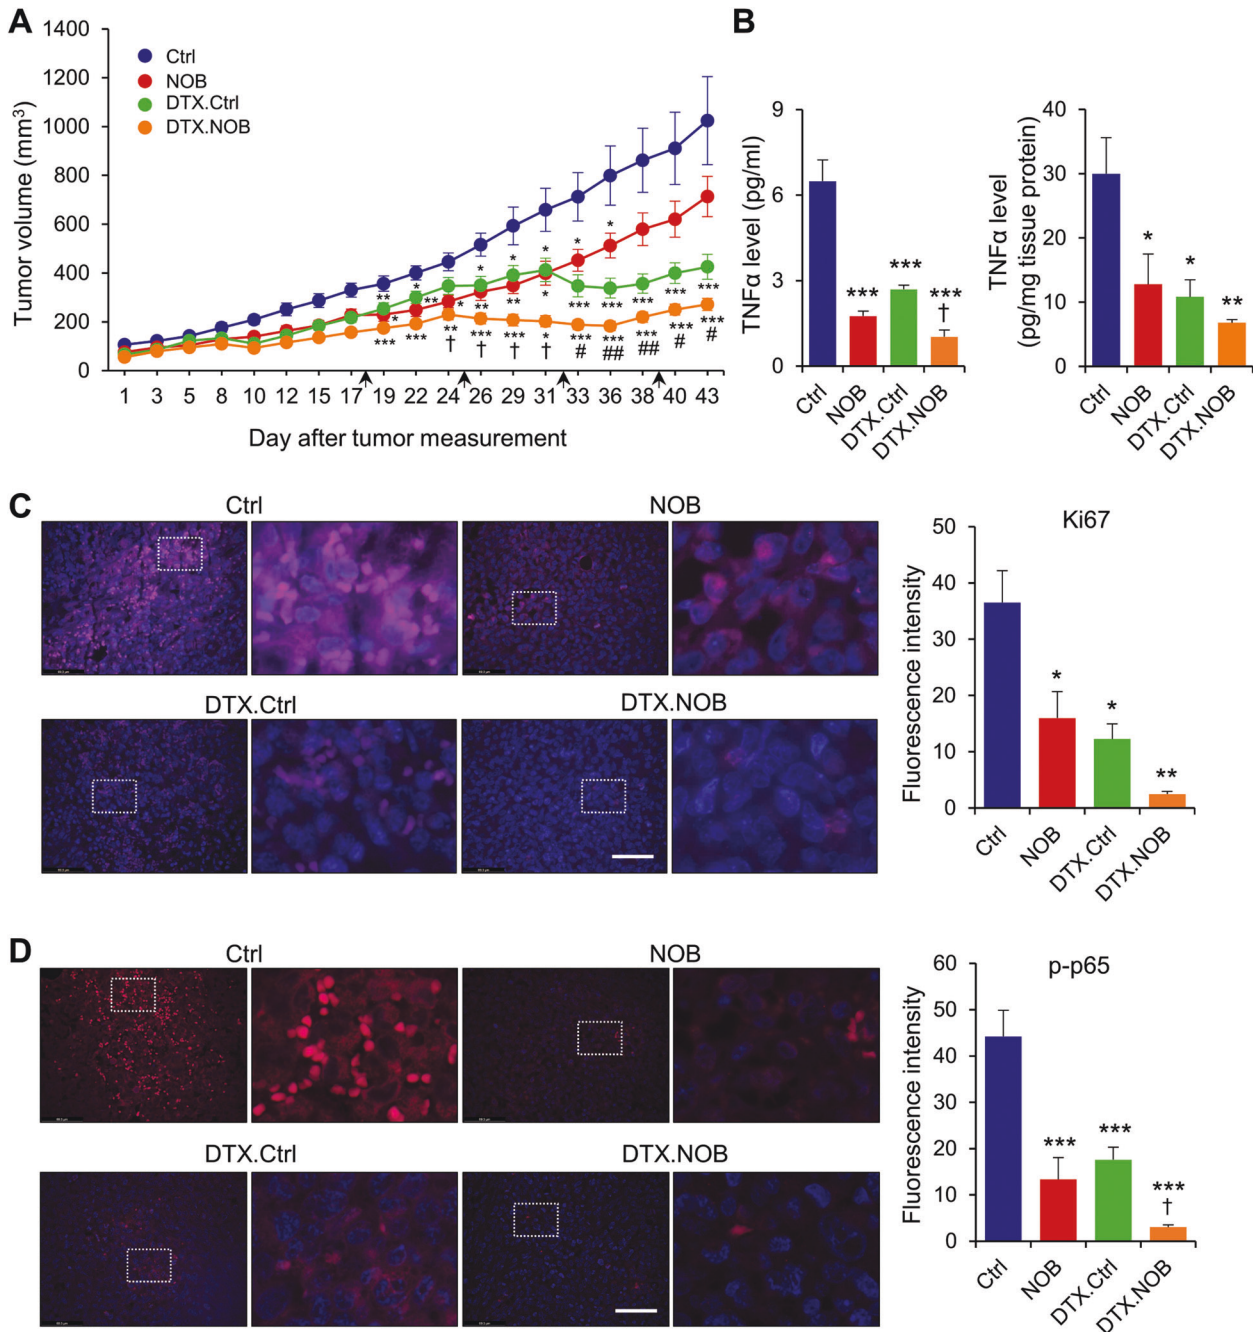 A
1400
1200
1000
800
600
400
200
0
Tumor volume (mm³)
Ctrl
NOB
DTX.Ctrl
DTX.NOB
** * * * * * *
** * ** * ** * *
*** *** ** *** *** *** *** *** *** *** ***
† † † † # ## ## # #
1 3 5 8 10 12 15 17 19 22 24 26 29 31 33 36 38 40 43
Day after tumor measurement
B
9
6
3
0
TNFα level (pg/ml)
***
***
***
†
Ctrl
NOB
DTX.Ctrl
DTX.NOB
40
30
20
10
0
TNFα level
(pg/mg tissue protein)
*
*
**
Ctrl
NOB
DTX.Ctrl
DTX.NOB
C
Ctrl
NOB
DTX.Ctrl
DTX.NOB
Ki67
50
40
30
20
10
0
Fluorescence intensity
*
*
**
Ctrl
NOB
DTX.Ctrl
DTX.NOB
D
Ctrl
NOB
DTX.Ctrl
DTX.NOB
p-p65
60
50
40
30
20
10
0
Fluorescence intensity
***
***
***
†
Ctrl
NOB
DTX.Ctrl
DTX.NOB